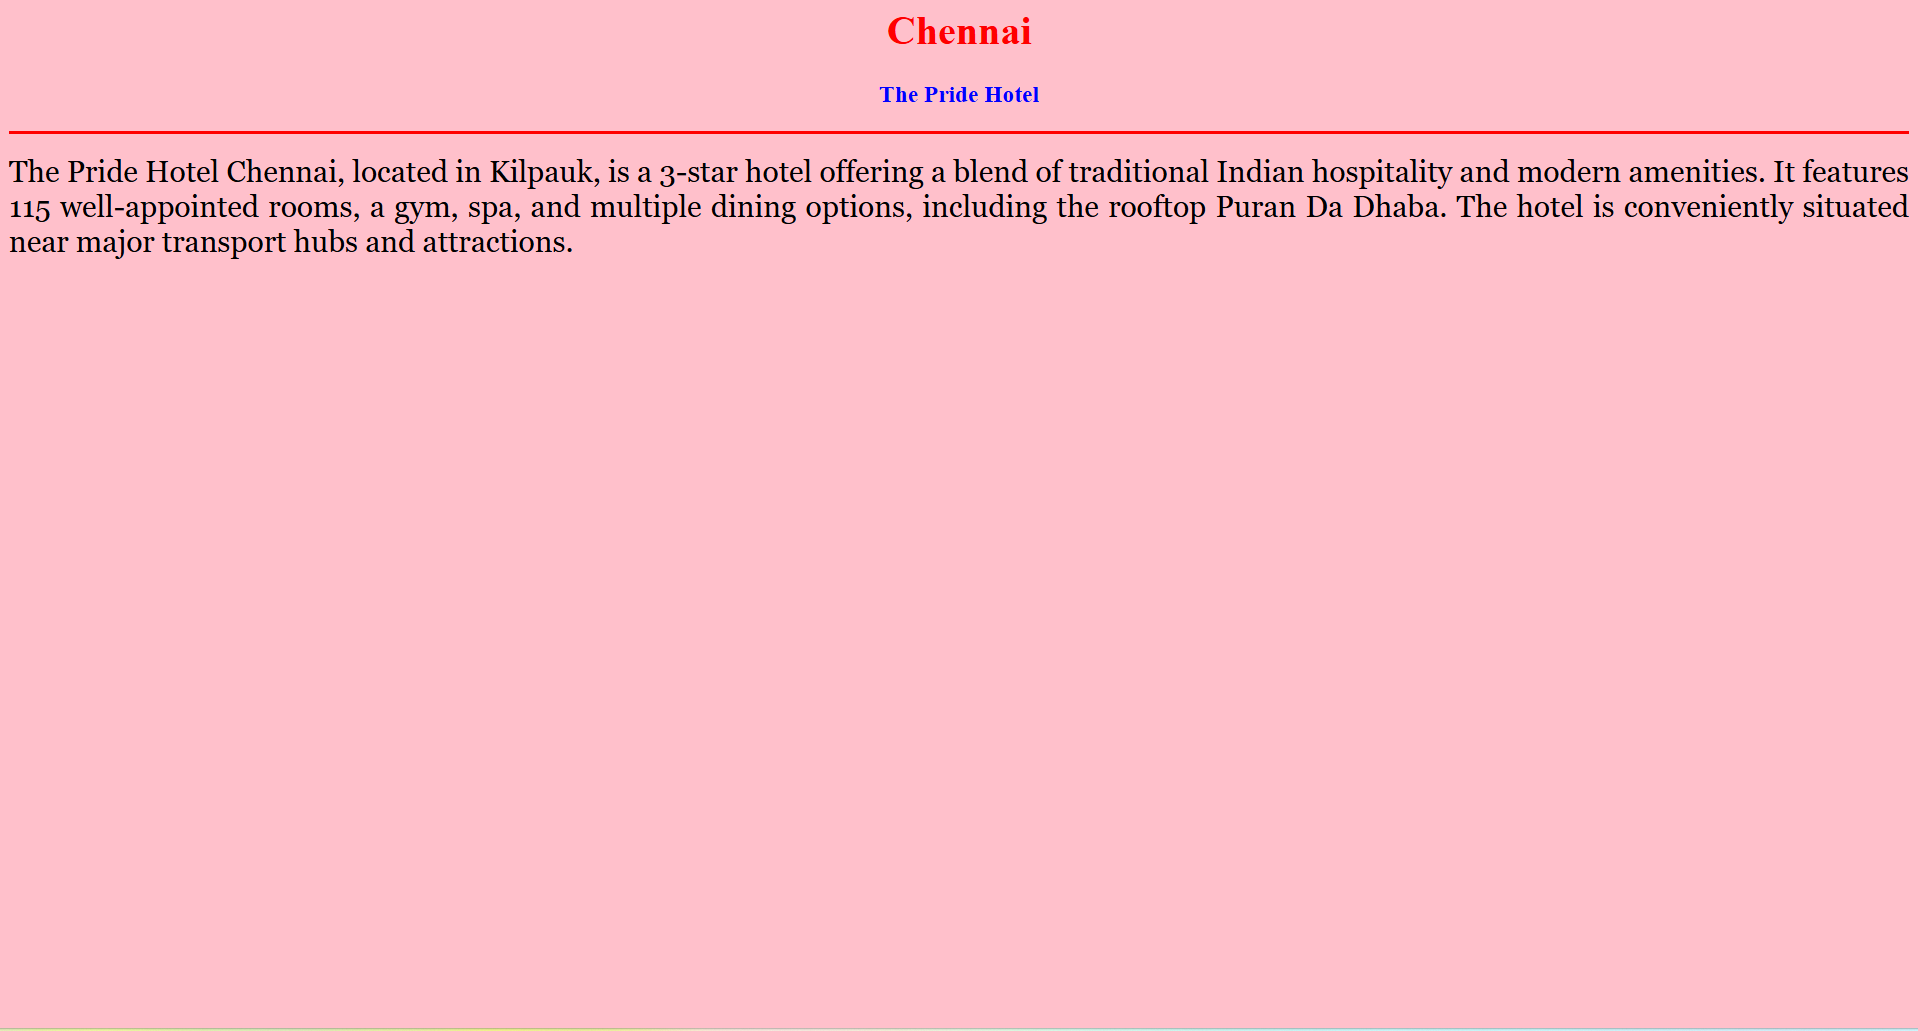 Chennai
The Pride Hotel
The Pride Hotel Chennai, located in Kilpauk, is a 3-star hotel offering a blend of traditional Indian hospitality and modern amenities. It features
115 well-appointed rooms, a gym, spa, and multiple dining options, including the rooftop Puran Da Dhaba. The hotel is conveniently situated
near major transport hubs and attractions.